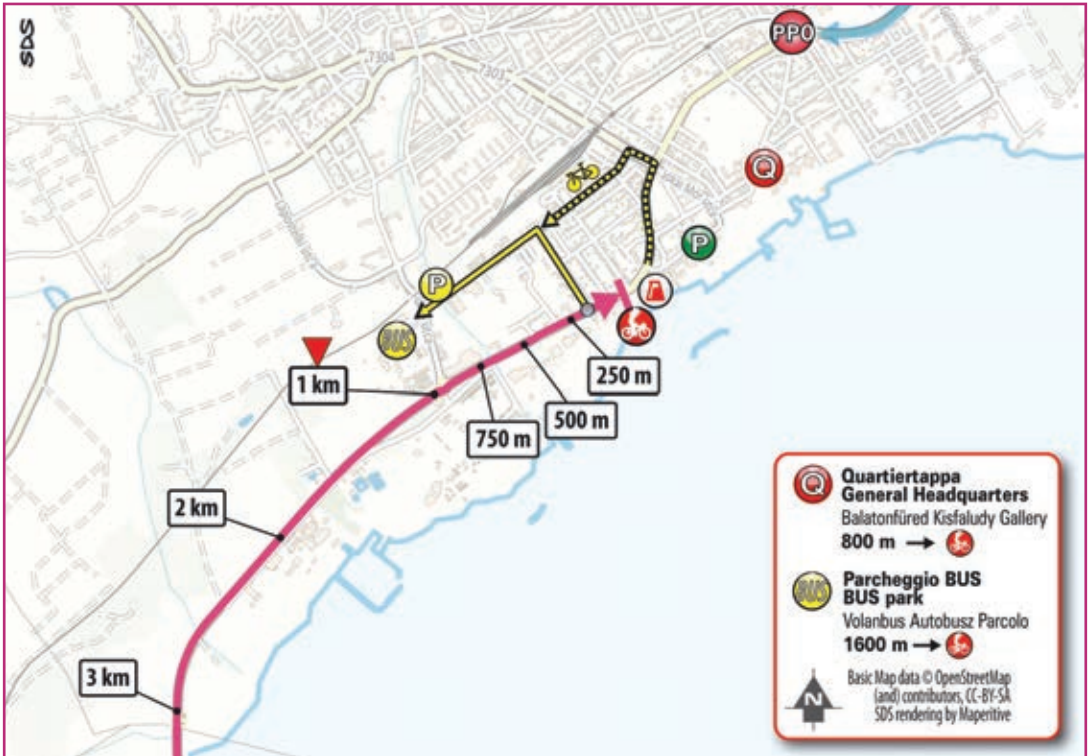 SDS
PPO
7304
7303
Q
P
P
BUS
1 km
250 m
500 m
750 m
2 km
3 km
Q
Quartiertappa
General Headquarters
Balatonfüred Kisfaludy Gallery
800 m →
BUS
Parcheggio BUS
BUS park
Volanbus Autobusz Parcolo
1600 m →
N
Basic Map data © OpenStreetMap
(and) contributors, CC-BY-SA
SDS rendering by Maperitive